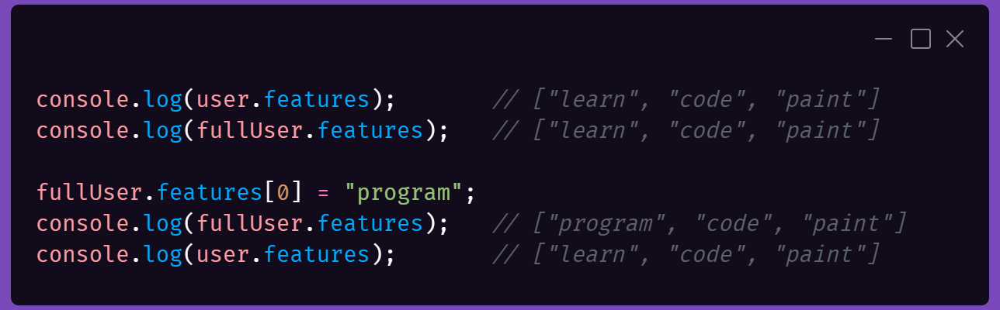 console.log(user.features);       // ["learn", "code", "paint"]
console.log(fullUser.features);   // ["learn", "code", "paint"]

fullUser.features[0] = "program";
console.log(fullUser.features);   // ["program", "code", "paint"]
console.log(user.features);       // ["learn", "code", "paint"]